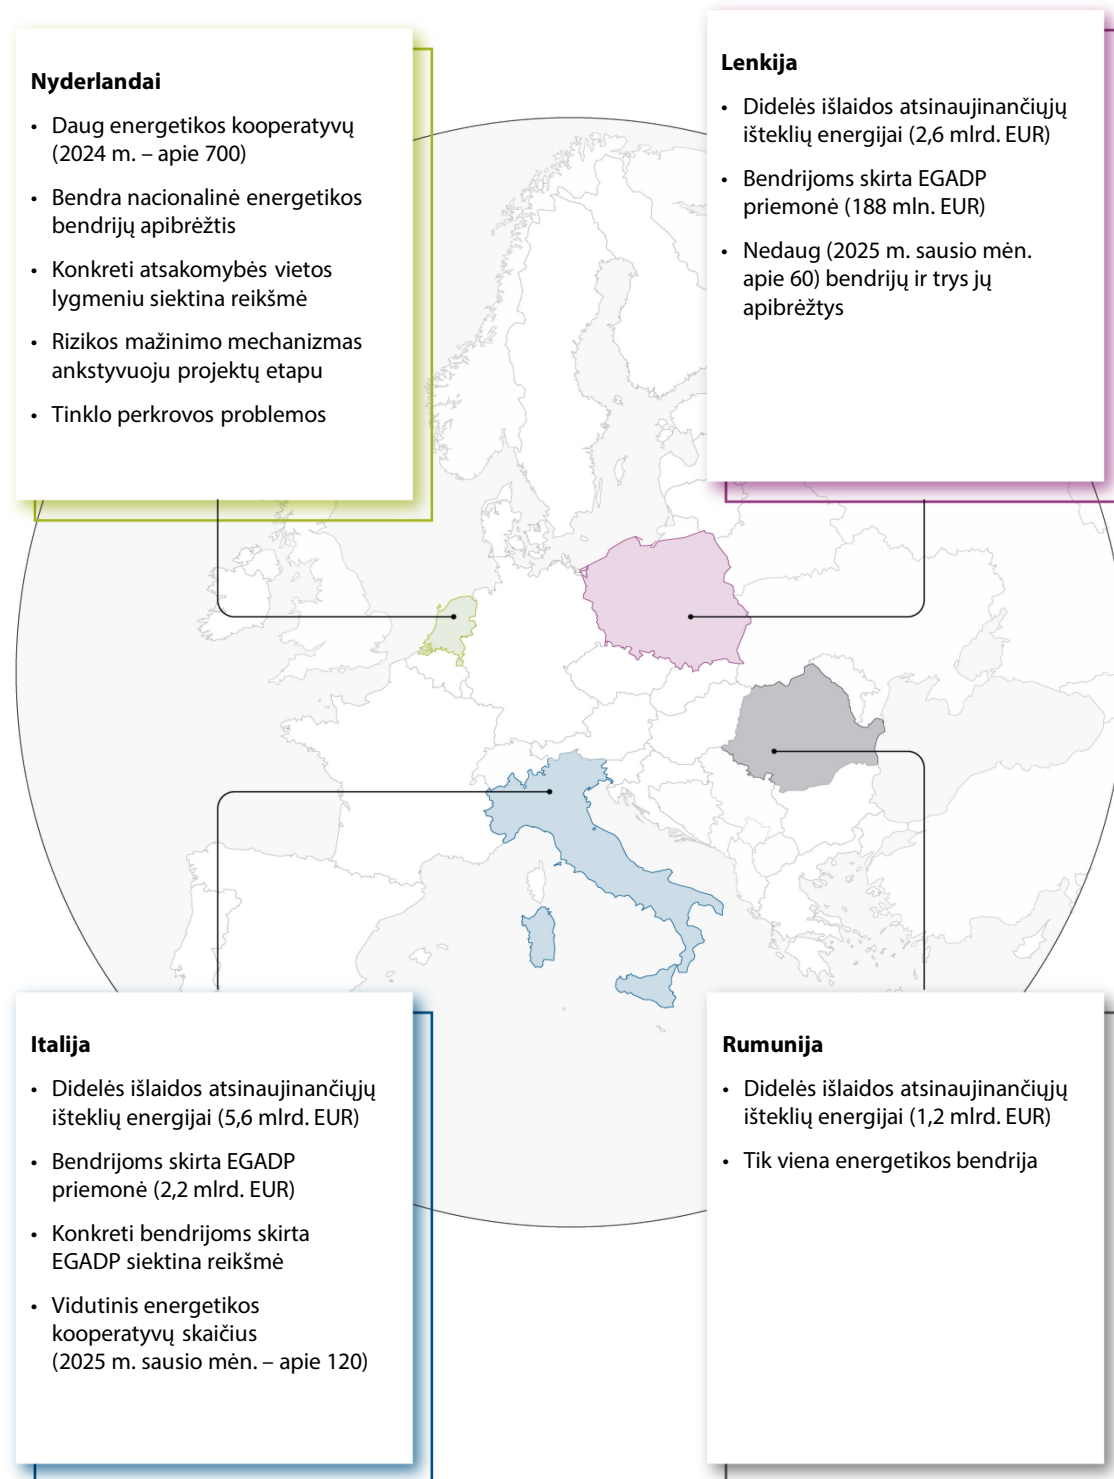 Nyderlandai
• Daug energetikos kooperatyvų
(2024 m. – apie 700)
• Bendra nacionalinė energetikos
bendrijų apibrėžtis
• Konkreti atsakomybės vietos
lygmeniu siektina reikšmė
• Rizikos mažinimo mechanizmas
ankstyvuoju projektų etapu
• Tinklo perkrovos problemos
Lenkija
• Didelės išlaidos atsinaujinančiųjų
išteklių energijai (2,6 mlrd. EUR)
• Bendrijoms skirta EGADP
priemonė (188 mln. EUR)
• Nedaug (2025 m. sausio mėn.
apie 60) bendrijų ir trys jų
apibrėžtys
Italija
• Didelės išlaidos atsinaujinančiųjų
išteklių energijai (5,6 mlrd. EUR)
• Bendrijoms skirta EGADP
priemonė (2,2 mlrd. EUR)
• Konkreti bendrijoms skirta
EGADP siektina reikšmė
• Vidutinis energetikos
kooperatyvų skaičius
(2025 m. sausio mėn. – apie 120)
Rumunija
• Didelės išlaidos atsinaujinančiųjų
išteklių energijai (1,2 mlrd. EUR)
• Tik viena energetikos bendrija